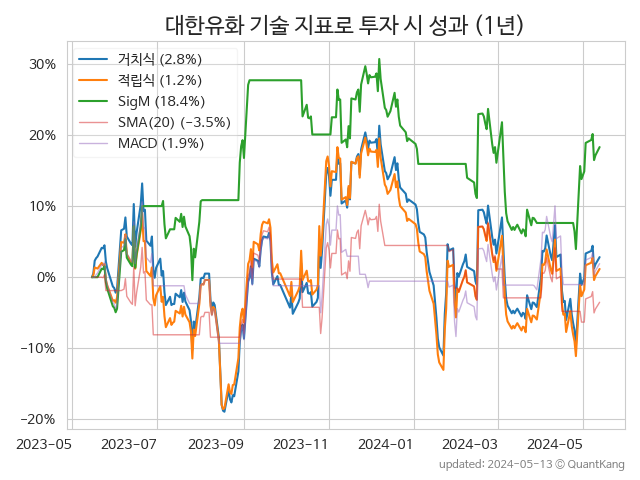 대한유화 기술 지표로 투자 시 성과 (1년)
거치식 (2.8%)
적립식 (1.2%)
SigM (18.4%)
SMA(20) (−3.5%)
MACD (1.9%)
30%
20%
10%
0%
−10%
−20%
2023-05 2023-07 2023-09 2023-11 2024-01 2024-03 2024-05
updated: 2024-05-13 ⓒ QuantKang